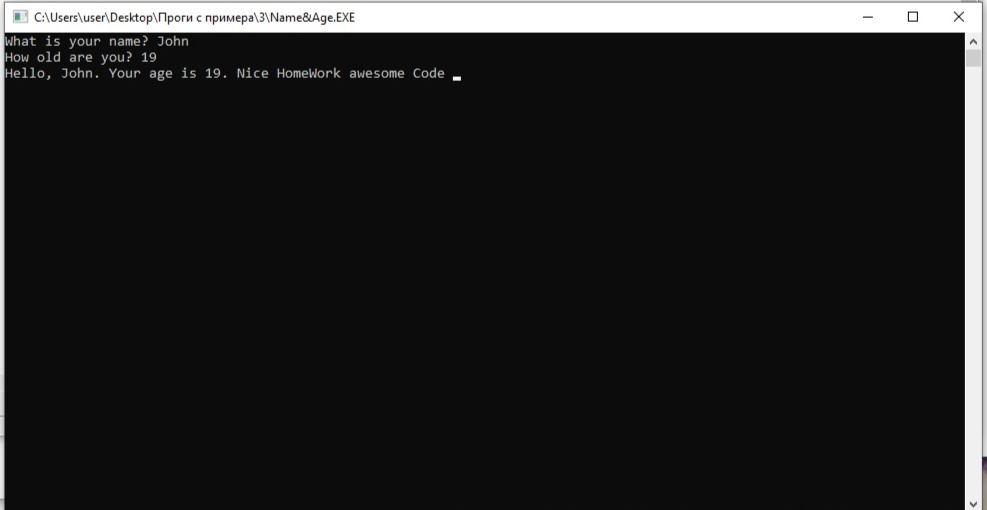 C:\Users\user\Desktop\Проги с примера\3\Name&Age.EXE
What is your name? John
How old are you? 19
Hello, John. Your age is 19. Nice HomeWork awesome Code